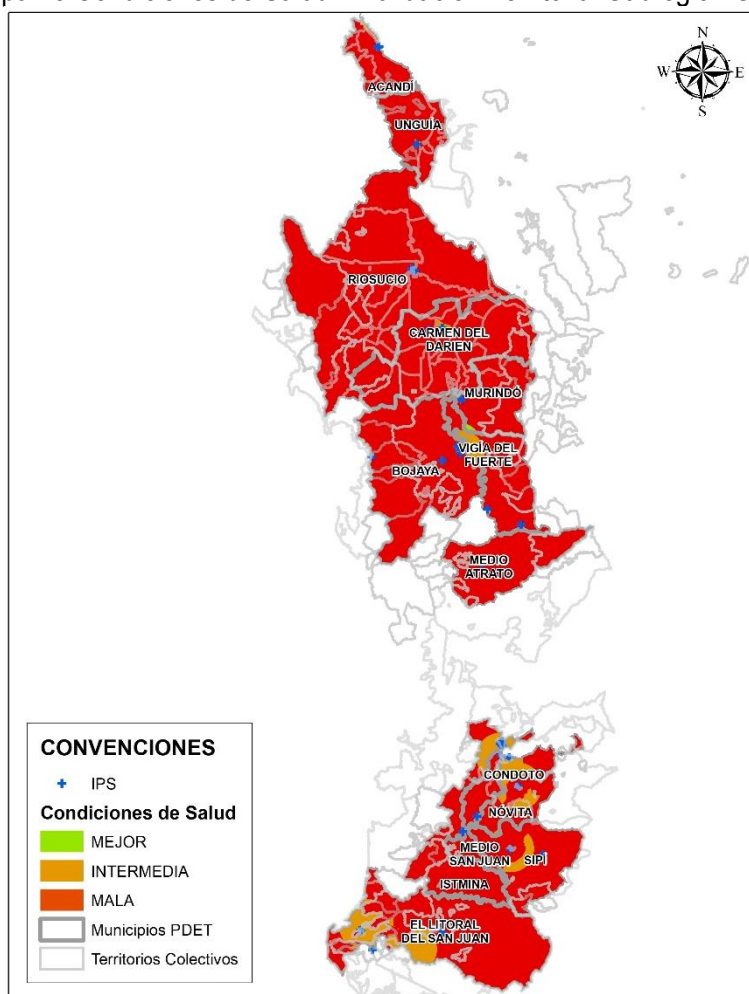 N
W E
S
ACANDÍ
UNGUÍA
RIOSUCIO
CARMEN DEL
DARIEN
MURINDÓ
VIGÍA DEL
FUERTE
BOJAYA
MEDIO
ATRATO
CONDOTO
NÓVITA
MEDIO
SAN JUAN
SIPÍ
ISTMINA
EL LITORAL
DEL SAN JUAN
CONVENCIONES
IPS
Condiciones de Salud
MEJOR
INTERMEDIA
MALA
Municipios PDET
Territorios Colectivos